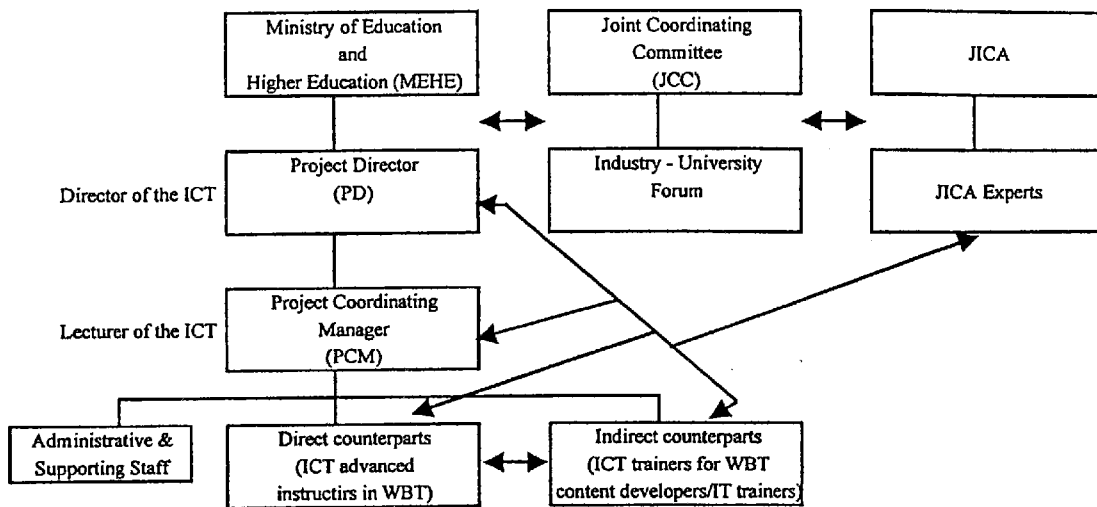 Ministry of Education
and
Higher Education (MEHE)
Joint Coordinating
Committee
(JCC)
JICA
Director of the ICT
Project Director
(PD)
Industry - University
Forum
JICA Experts
Lecturer of the ICT
Project Coordinating
Manager
(PCM)
Administrative &
Supporting Staff
Direct counterparts
(ICT advanced
instructirs in WBT)
Indirect counterparts
(ICT trainers for WBT
content developers/IT trainers)